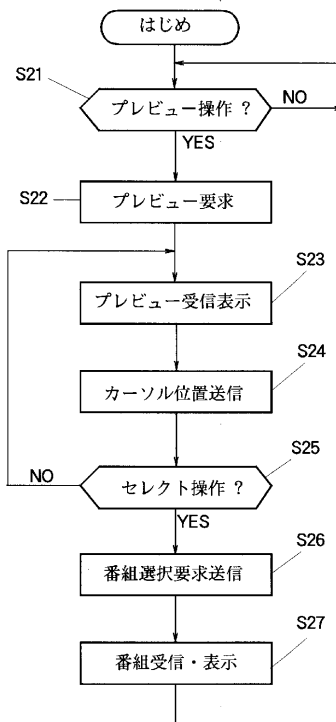 はじめ
S21
プレビュー操作 ?
NO
YES
S22
プレビュー要求
S23
プレビュー受信表示
S24
カーソル位置送信
S25
セレクト操作 ?
NO
YES
S26
番組選択要求送信
S27
番組受信・表示